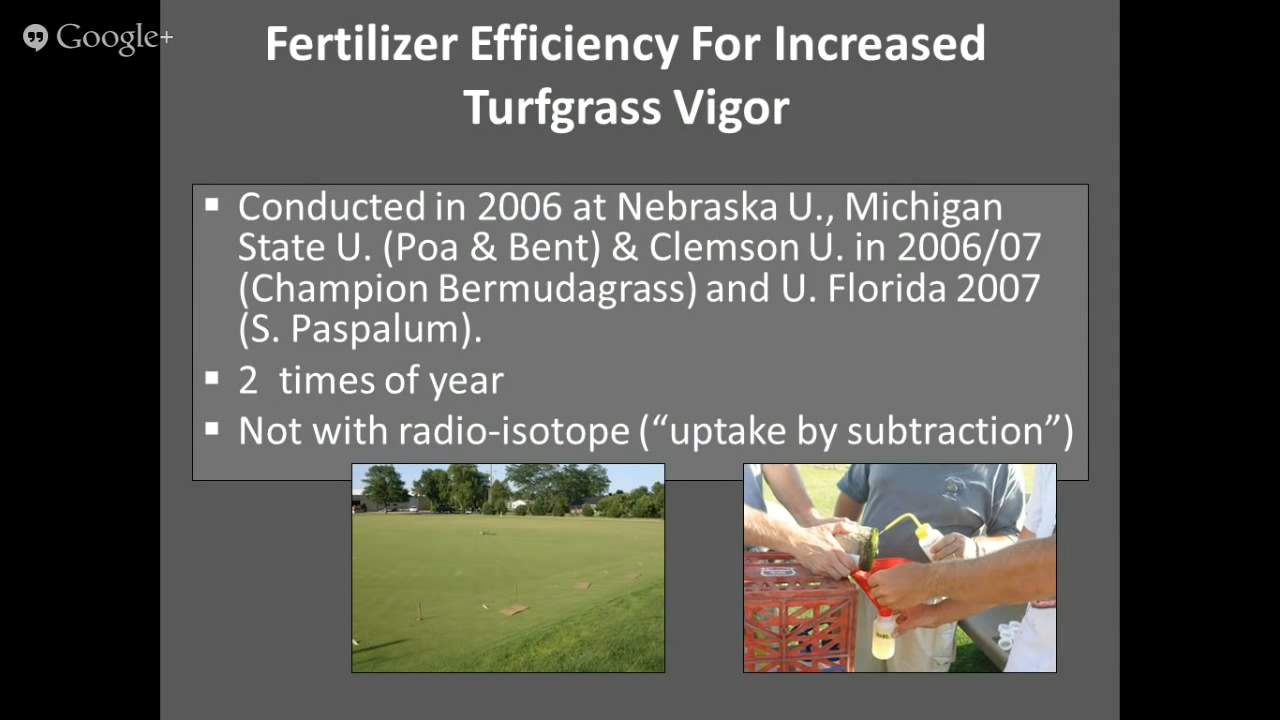 Google+
Fertilizer Efficiency For Increased
Turfgrass Vigor
▪ Conducted in 2006 at Nebraska U., Michigan
State U. (Poa & Bent) & Clemson U. in 2006/07
(Champion Bermudagrass) and U. Florida 2007
(S. Paspalum).
▪ 2 times of year
▪ Not with radio-isotope (“uptake by subtraction”)